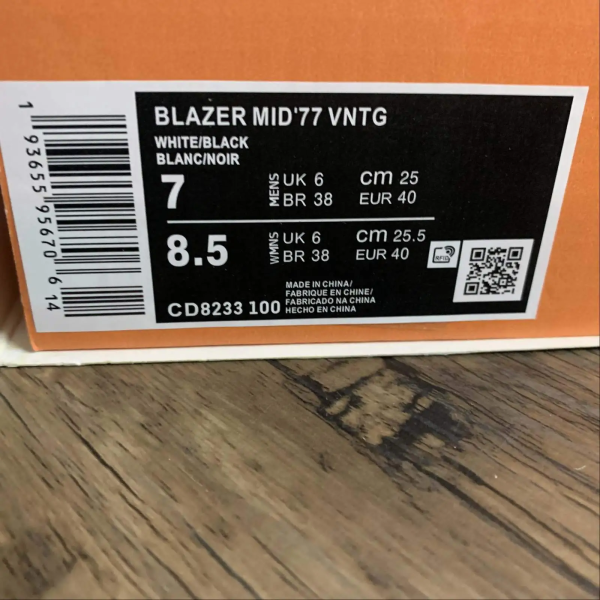 BLAZER MID'77 VNTG
WHITE/BLACK
BLANC/NOIR
7 MENS UK 6 cm 25
BR 38 EUR 40
8.5 W/MNS UK 6 cm 25.5
BR 38 EUR 40
RFID
CD8233 100
MADE IN CHINA/
FABRIQUE EN CHINE/
FABRICADO NA CHINA
HECHO EN CHINA
1 93655 95670 6 14